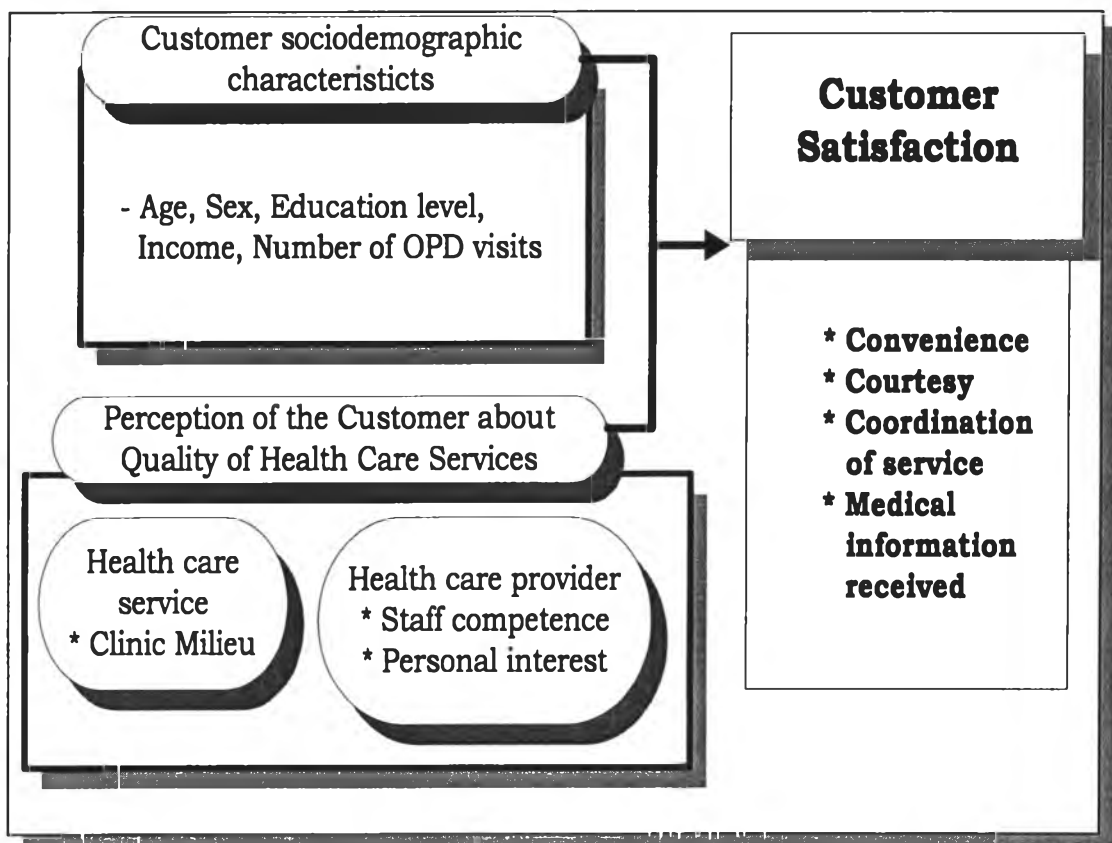 Customer sociodemographic
characteristicts
- Age, Sex, Education level,
Income, Number of OPD visits
Perception of the Customer about
Quality of Health Care Services
Health care
service
* Clinic Milieu
Health care provider
* Staff competence
* Personal interest
Customer
Satisfaction
* Convenience
* Courtesy
* Coordination
of service
* Medical
information
received